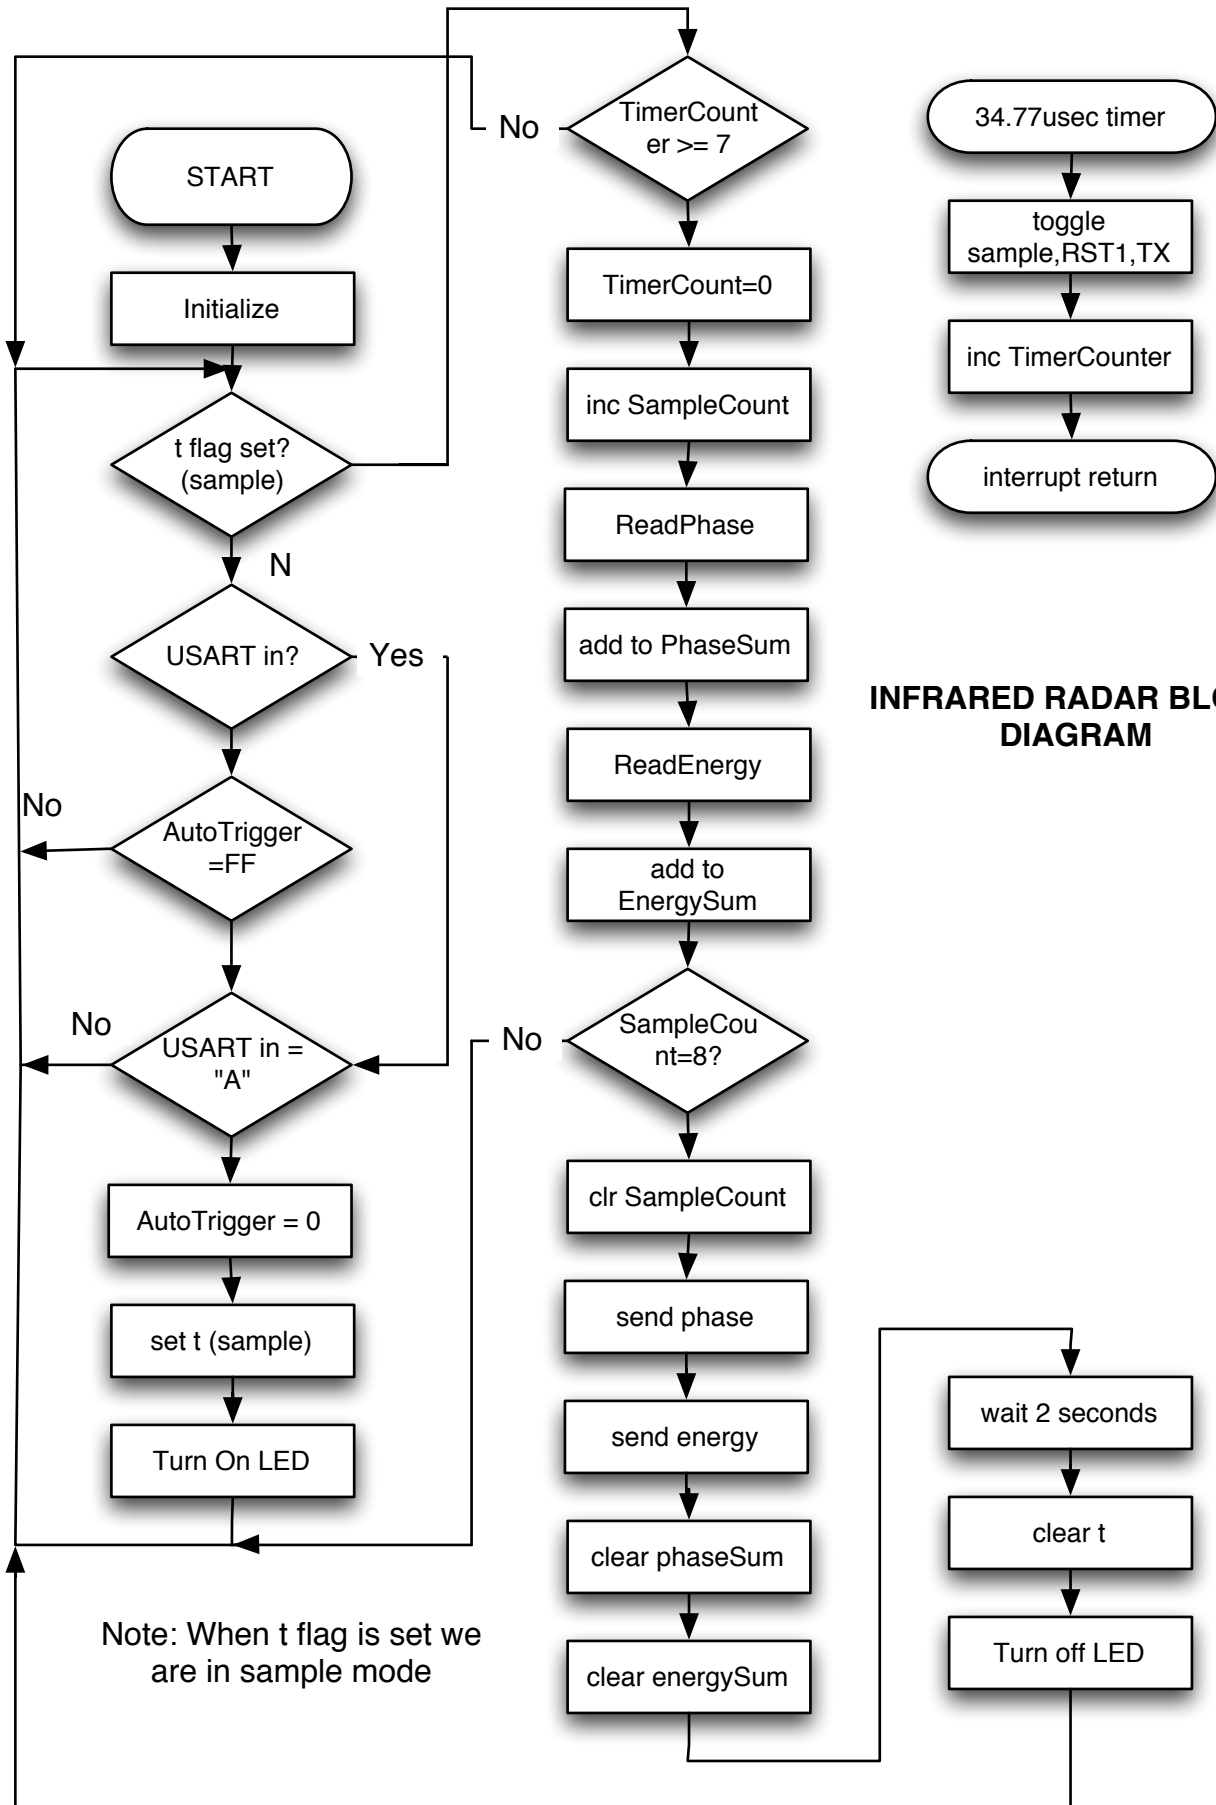 START
Initialize
t flag set?
(sample)
N
USART in?
Yes
AutoTrigger
=FF
No
USART in =
"A"
No
AutoTrigger = 0
set t (sample)
Turn On LED
Note: When t flag is set we
are in sample mode
TimerCount
er >= 7
No
TimerCount=0
inc SampleCount
ReadPhase
add to PhaseSum
ReadEnergy
add to
EnergySum
SampleCou
nt=8?
No
clr SampleCount
send phase
send energy
clear phaseSum
clear energySum
34.77usec timer
toggle
sample,RST1,TX
inc TimerCounter
interrupt return
INFRARED RADAR BLO
DIAGRAM
wait 2 seconds
clear t
Turn off LED